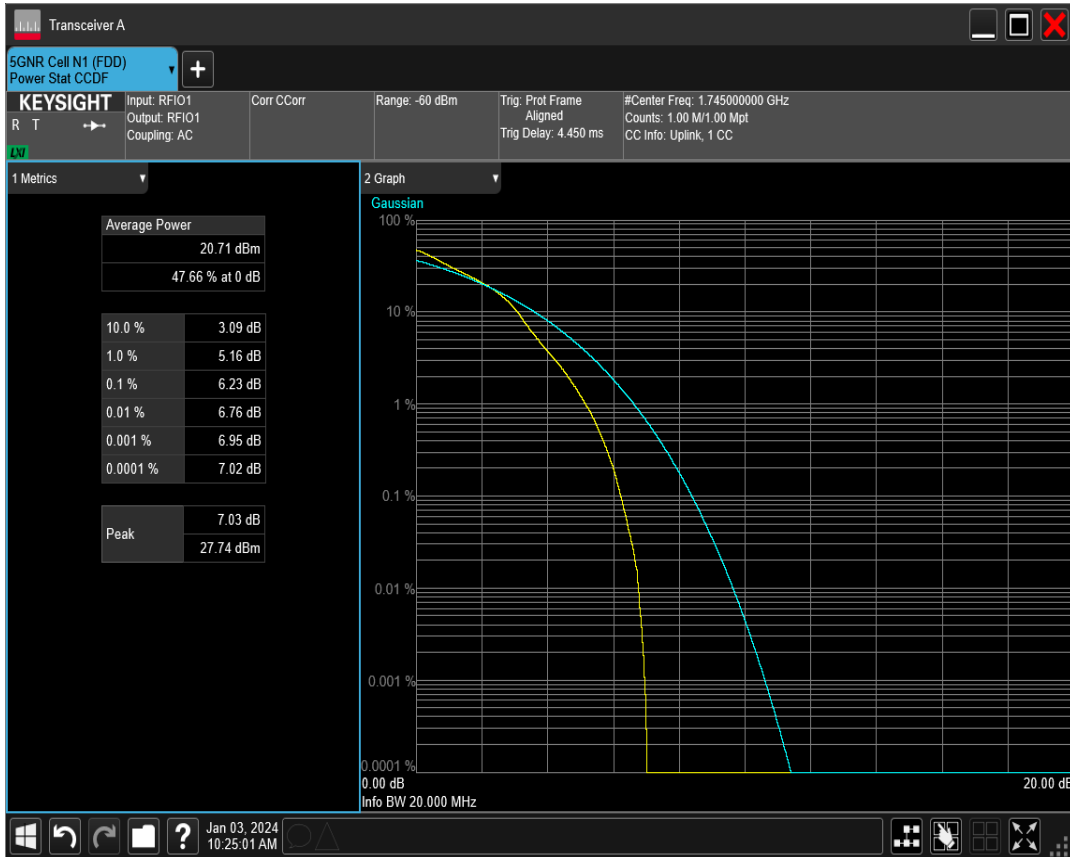 Transceiver A
5GNR Cell N1 (FDD)
Power Stat CCDF
+
KEYSIGHT
R T
LXI
Input: RFIO1
Output: RFIO1
Coupling: AC
Corr CCorr
Range: -60 dBm
Trig: Prot Frame
Aligned
Trig Delay: 4.450 ms
#Center Freq: 1.745000000 GHz
Counts: 1.00 M/1.00 Mpt
CC Info: Uplink, 1 CC
1 Metrics
Average Power
20.71 dBm
47.66 % at 0 dB
10.0 % 3.09 dB
1.0 % 5.16 dB
0.1 % 6.23 dB
0.01 % 6.76 dB
0.001 % 6.95 dB
0.0001 % 7.02 dB
Peak
7.03 dB
27.74 dBm
2 Graph
Gaussian
100 %
10 %
1 %
0.1 %
0.01 %
0.001 %
0.0001 %
0.00 dB 20.00 dB
Info BW 20.000 MHz
?
Jan 03, 2024
10:25:01 AM